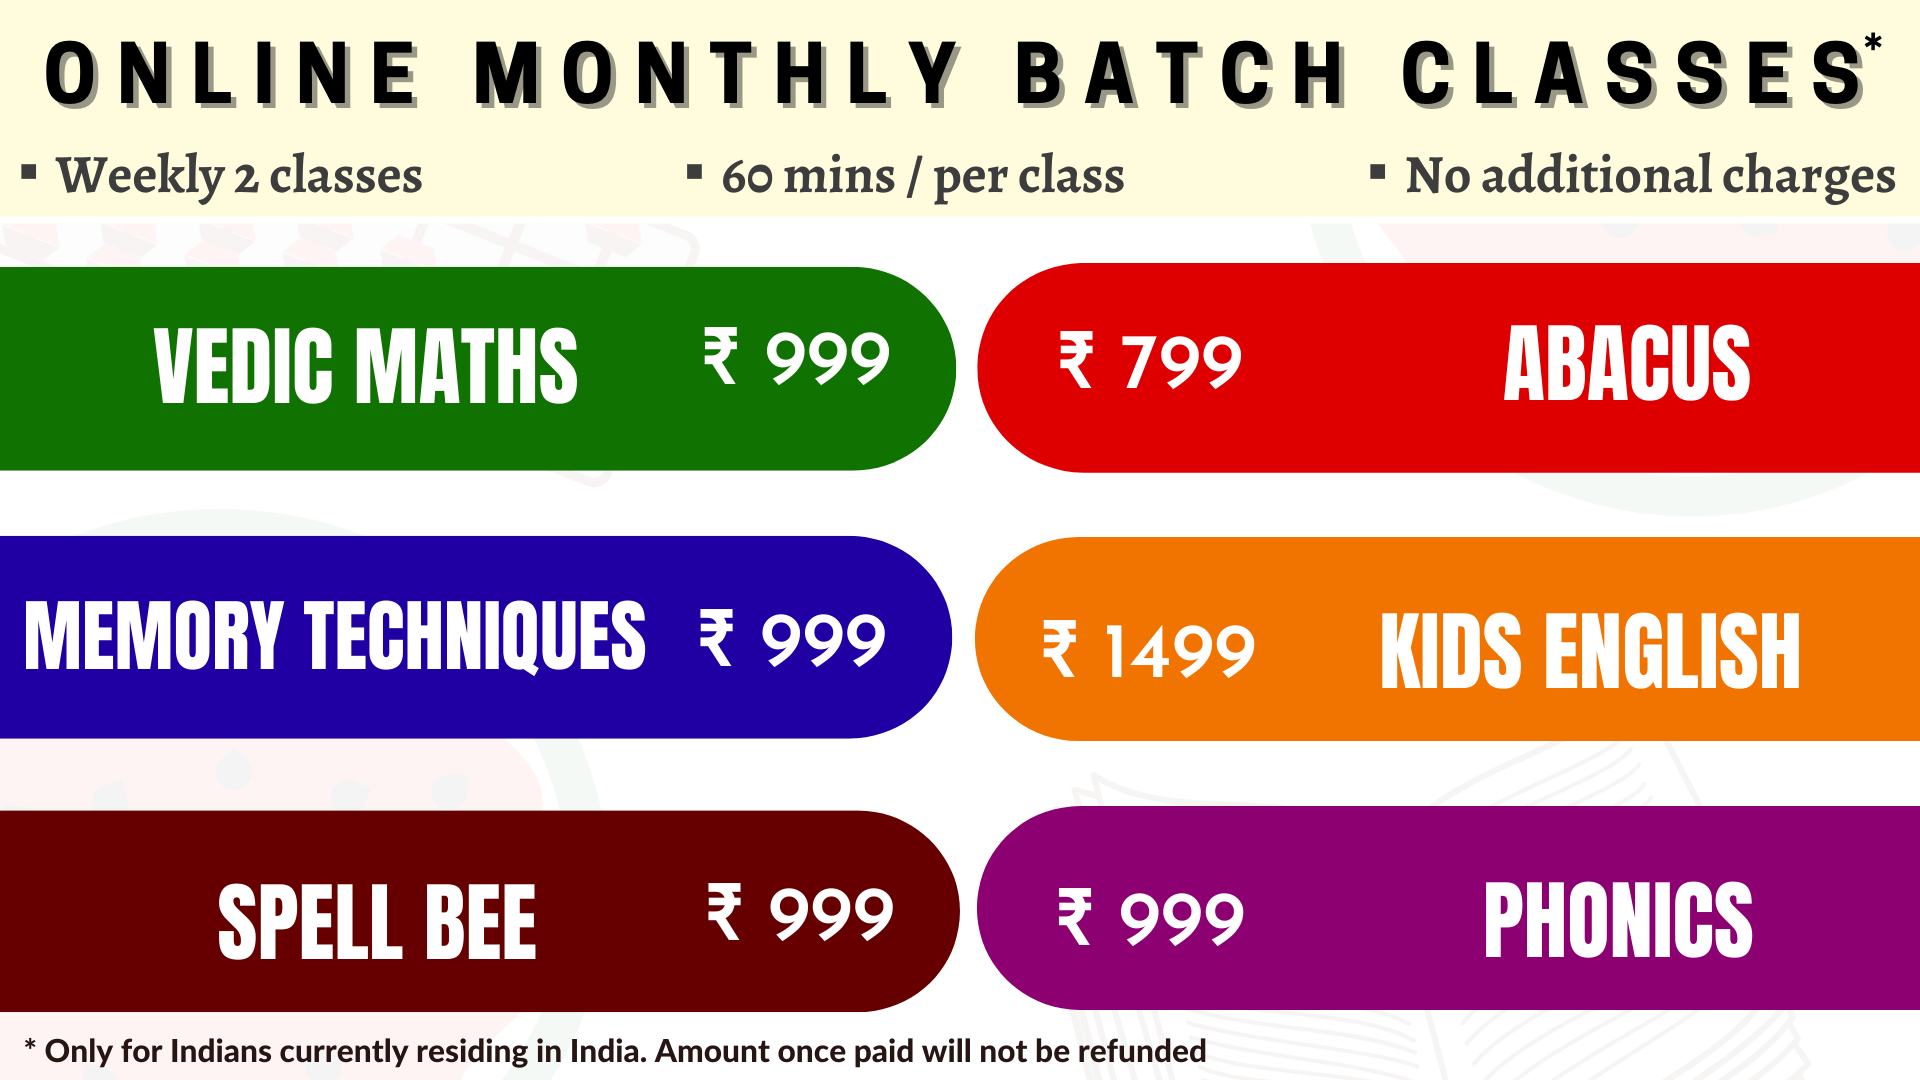 ONLINE MONTHLY BATCH CLASSES*
▪ Weekly 2 classes
▪ 60 mins / per class
▪ No additional charges
VEDIC MATHS ₹ 999
₹ 799 ABACUS
MEMORY TECHNIQUES ₹ 999
₹ 1499 KIDS ENGLISH
SPELL BEE ₹ 999
₹ 999 PHONICS
* Only for Indians currently residing in India. Amount once paid will not be refunded